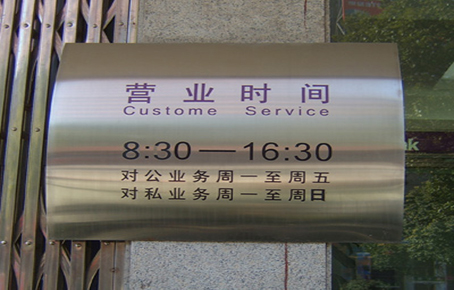 营业时间
Custome Service
8:30—16:30
对公业务周一至周五
对私业务周一至周日